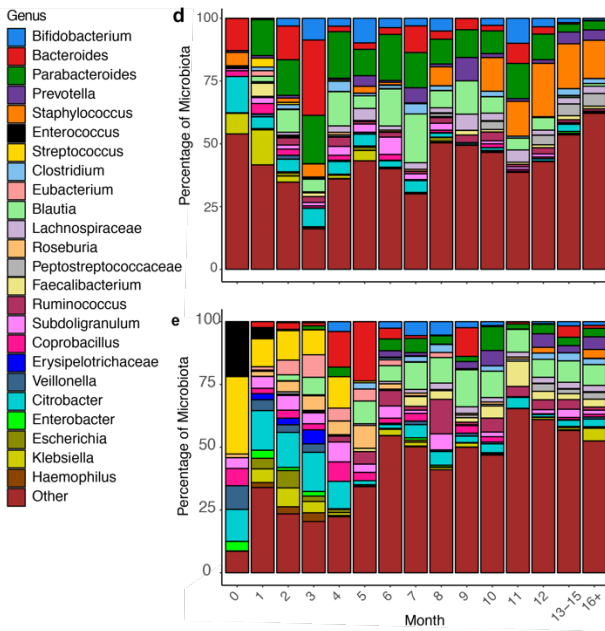 Genus
Bifidobacterium
Bacteroides
Parabacteroides
Prevotella
Staphylococcus
Enterococcus
Streptococcus
Clostridium
Eubacterium
Blautia
Lachnospiraceae
Roseburia
Peptostreptococcaceae
Faecalibacterium
Ruminococcus
Subdoligranulum
Coprobacillus
Erysipelotrichaceae
Veillonella
Citrobacter
Enterobacter
Escherichia
Klebsiella
Haemophilus
Other
d
Percentage of Microbiota
100
75
50
25
0
e
Percentage of Microbiota
100
75
50
25
0
0 1 2 3 4 5 6 7 8 9 10 11 12 13-15 16+
Month